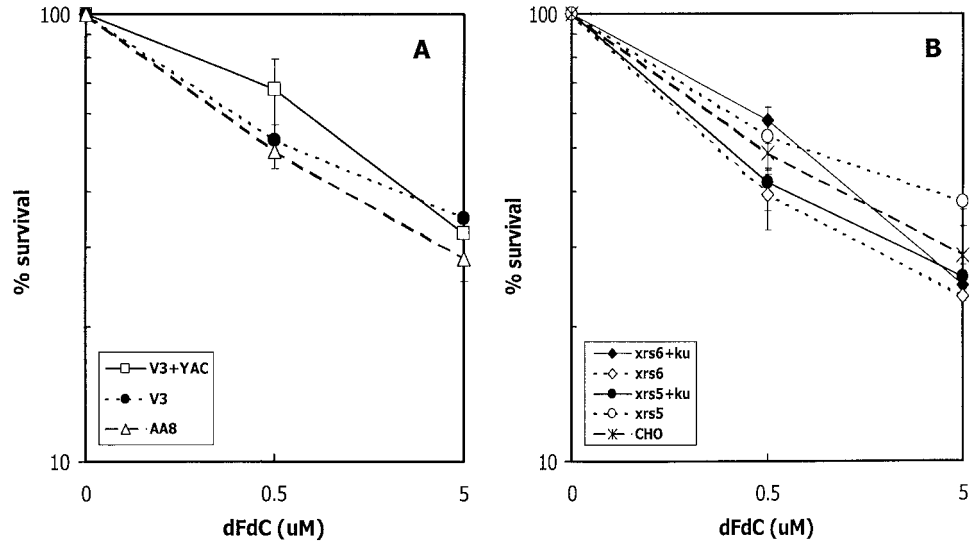 A
100
10
% survival
0
0.5
5
dFdC (uM)
V3+YAC
V3
AA8
B
100
10
% survival
0
0.5
5
dFdC (uM)
xrs6+ku
xrs6
xrs5+ku
xrs5
CHO